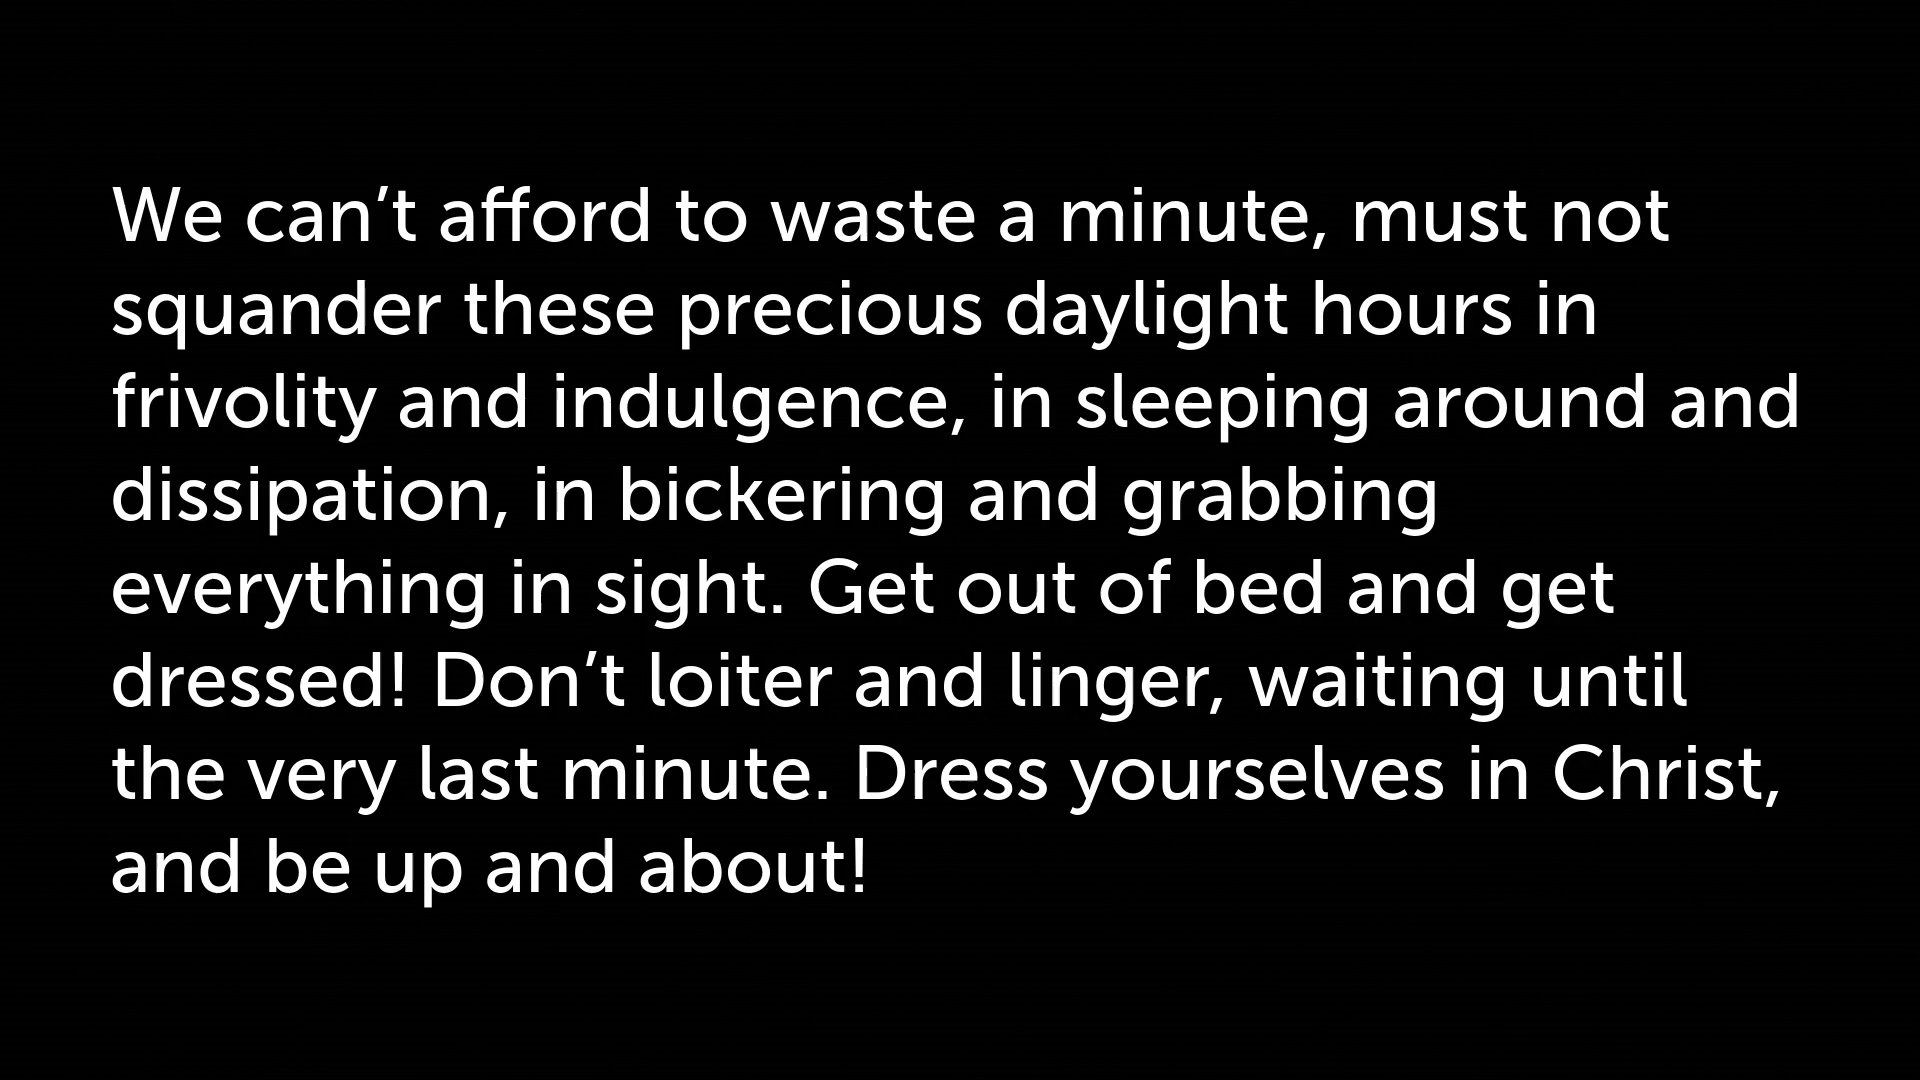 We can’t afford to waste a minute, must not
squander these precious daylight hours in
frivolity and indulgence, in sleeping around and
dissipation, in bickering and grabbing
everything in sight. Get out of bed and get
dressed! Don’t loiter and linger, waiting until
the very last minute. Dress yourselves in Christ,
and be up and about!